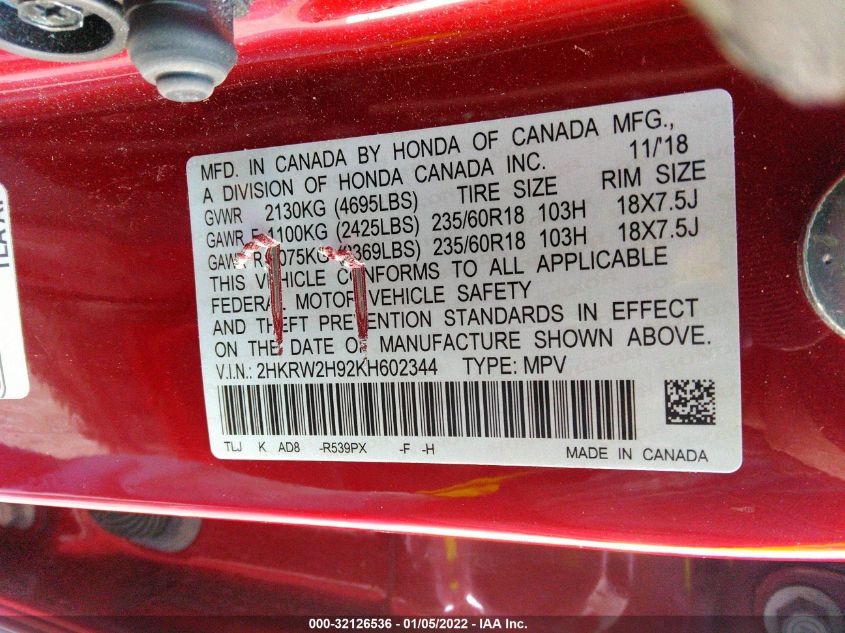 MFD. IN CANADA BY HONDA OF CANADA MFG., 11/'18
A DIVISION OF HONDA CANADA INC.
TIRE SIZE RIM SIZE
GVWR 2130KG (4695LBS)
GAWR F 1100KG (2425LBS) 235/60R18 103H 18X7.5J
GAWR R 1075KG (2369LBS) 235/60R18 103H 18X7.5J
THIS VEHICLE CONFORMS TO ALL APPLICABLE
FEDERAL MOTOR VEHICLE SAFETY
AND THEFT PREVENTION STANDARDS IN EFFECT
ON THE DATE OF MANUFACTURE SHOWN ABOVE.
V.I.N.: 2HKRW2H92KH602344 TYPE: MPV
TLJ K AD8 -R539PX -F -H MADE IN CANADA
000-32126536 - 01/05/2022 - IAA Inc.